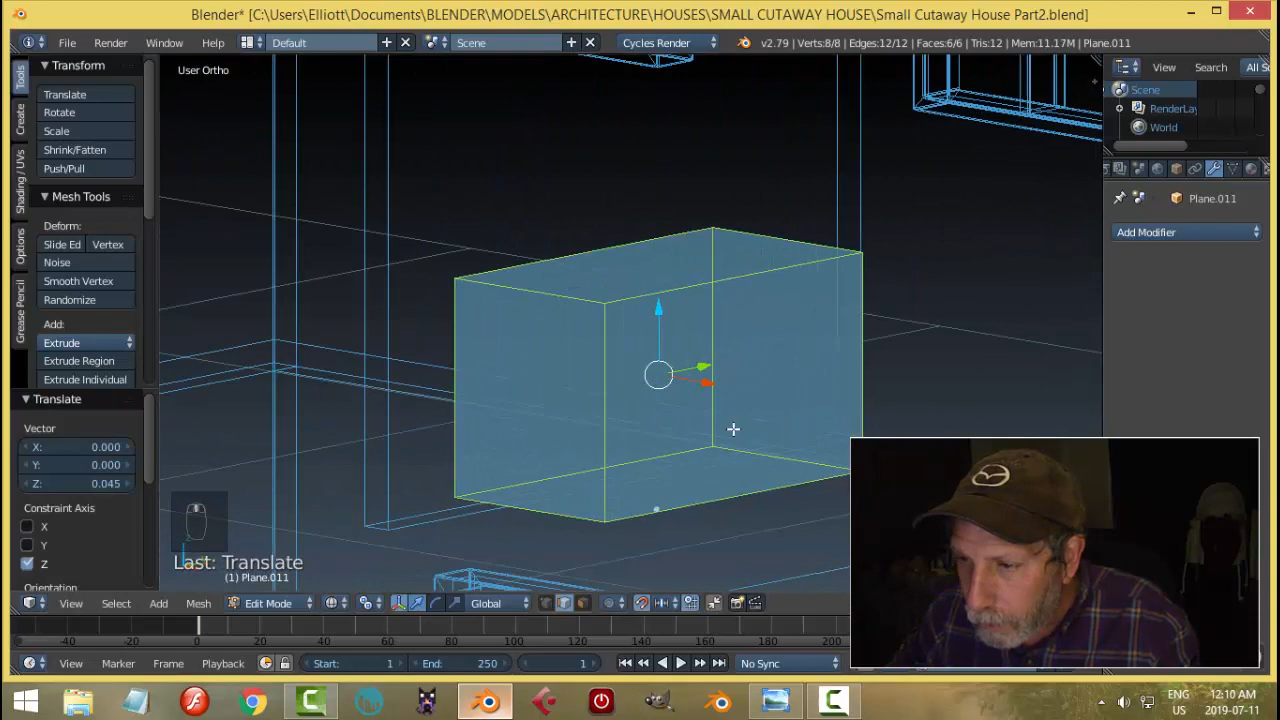 Blender* [C:\Users\Elliott\Documents\BLENDER\MODELS\ARCHITECTURE\HOUSES\SMALL CUTAWAY HOUSE\Small Cutaway House Part2.blend]
File Render Window Help Default Scene Cycles Render v2.79 | Verts:8/8 | Edges:12/12 | Faces:6/6 | Tris:12 | Mem:11.17M | Plane.011
Transform
User Ortho
View Search All S
Translate
Scene
Rotate
RenderLay
Scale
World
Shrink/Fatten
Push/Pull
Mesh Tools
Plane.011
Deform:
Add Modifier
Slide Ed Vertex
Noise
Smooth Vertex
Randomize
Add:
Extrude
Extrude Region
Extrude Individual
Tools
Create
Shading / UVs
Options
Grease Pencil
Translate
Vector
X: 0.000
Y: 0.000
Z: 0.045
Constraint Axis
X
Y
Z
Orientation
Last: Translate
(1) Plane.011
View Select Add Mesh Edit Mode Global
-40 -20 0 20 40 60 80 100 120 140 160 180 200
View Marker Frame Playback Start: 1 End: 250 1 No Sync
ENG
US
12:10 AM
2019-07-11